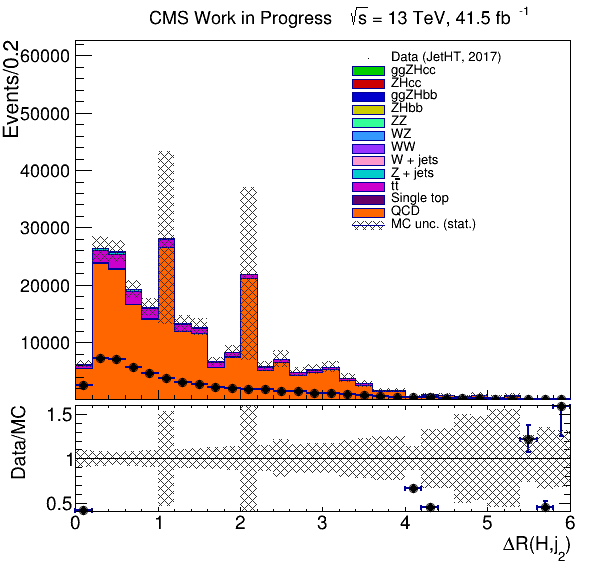 CMS Work in Progress √s = 13 TeV, 41.5 fb⁻¹
Events/0.2
60000
50000
40000
30000
20000
10000
Data (JetHT, 2017)
ggZHcc
ZHcc
ggZHbb
ZHbb
ZZ
WZ
WW
W + jets
Z + jets
tt̅
Single top
QCD
MC unc. (stat.)
Data/MC
1.5
1
0.5
0 1 2 3 4 5 6
ΔR(H,j₂)